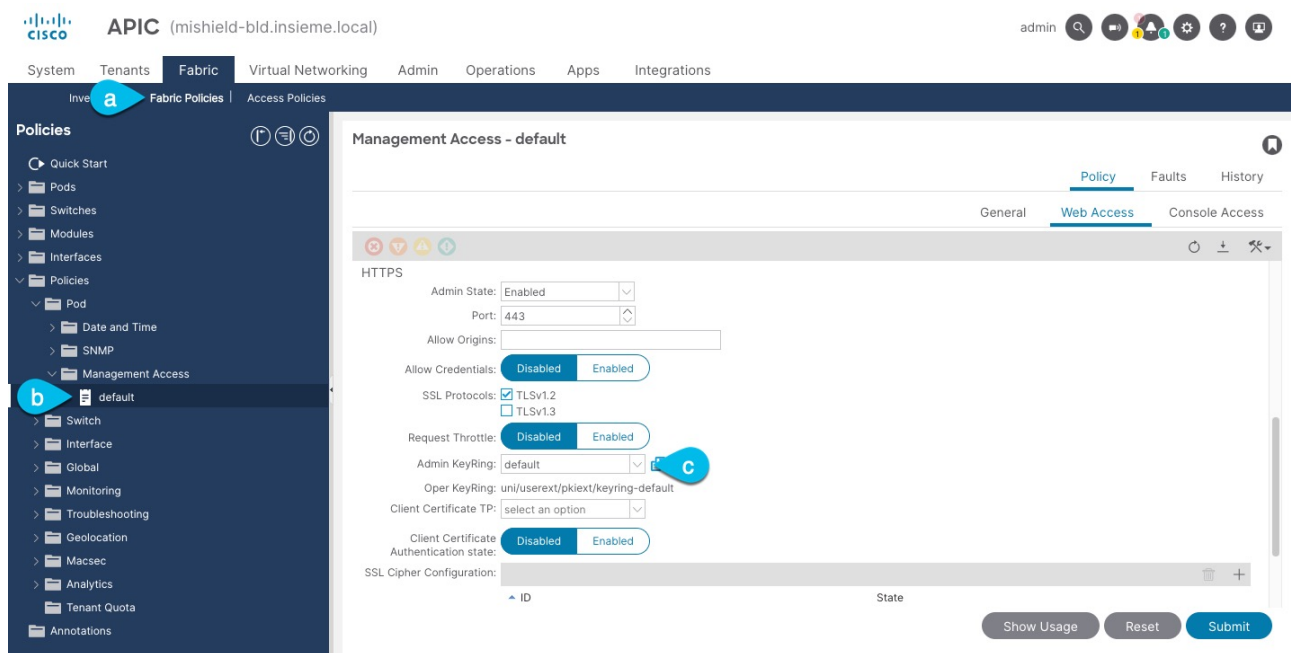 CISCO
APIC (mishield-bld.insieme.local)
admin
?
1
1
System Tenants Fabric Virtual Networking Admin Operations Apps Integrations
a
Fabric Policies | Access Policies
Policies
Quick Start
Pods
Switches
Modules
Interfaces
Policies
Pod
Date and Time
SNMP
Management Access
b
default
Switch
Interface
Global
Monitoring
Troubleshooting
Geolocation
Macsec
Analytics
Tenant Quota
Annotations
Management Access - default
Policy Faults History
General Web Access Console Access
HTTPS
Admin State: Enabled
Port: 443
Allow Origins:
Allow Credentials: Disabled Enabled
SSL Protocols: TLSv1.2
TLSv1.3
Request Throttle: Disabled Enabled
Admin KeyRing: default
c
Oper KeyRing: uni/userext/pkiext/keyring-default
Client Certificate TP: select an option
Client Certificate
Authentication state: Disabled Enabled
SSL Cipher Configuration:
ID State
Show Usage Reset Submit